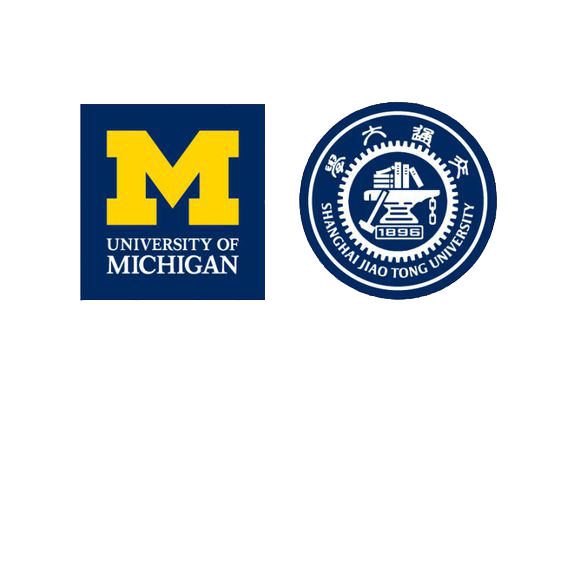 M
UNIVERSITY OF
MICHIGAN
學大通交
1896
SHANGHAI JIAO TONG UNIVERSITY